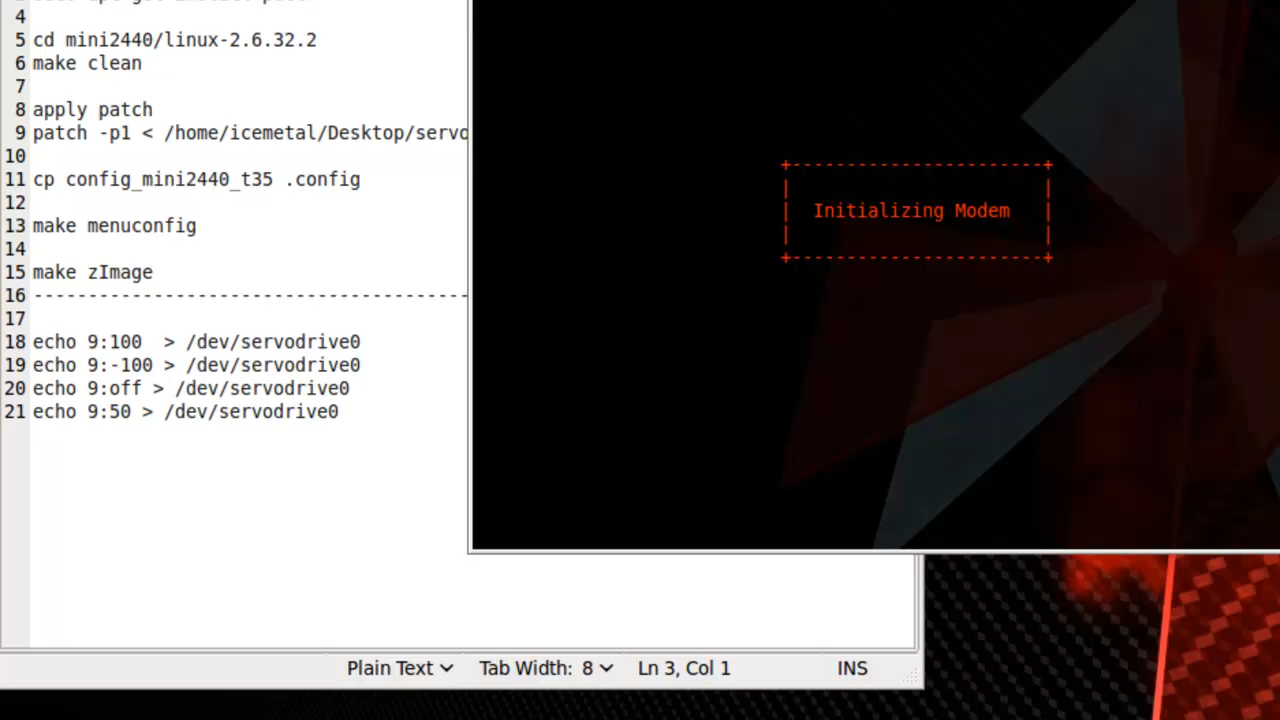 4
5 cd mini2440/linux-2.6.32.2
6 make clean
7
8 apply patch
9 patch -p1 < /home/icemetal/Desktop/servo
10
11 cp config_mini2440_t35 .config
12
13 make menuconfig
14
15 make zImage
16 ----------------------------------------
17
18 echo 9:100  > /dev/servodrive0
19 echo 9:-100 > /dev/servodrive0
20 echo 9:off > /dev/servodrive0
21 echo 9:50 > /dev/servodrive0
Initializing Modem
Plain Text Tab Width: 8 Ln 3, Col 1 INS